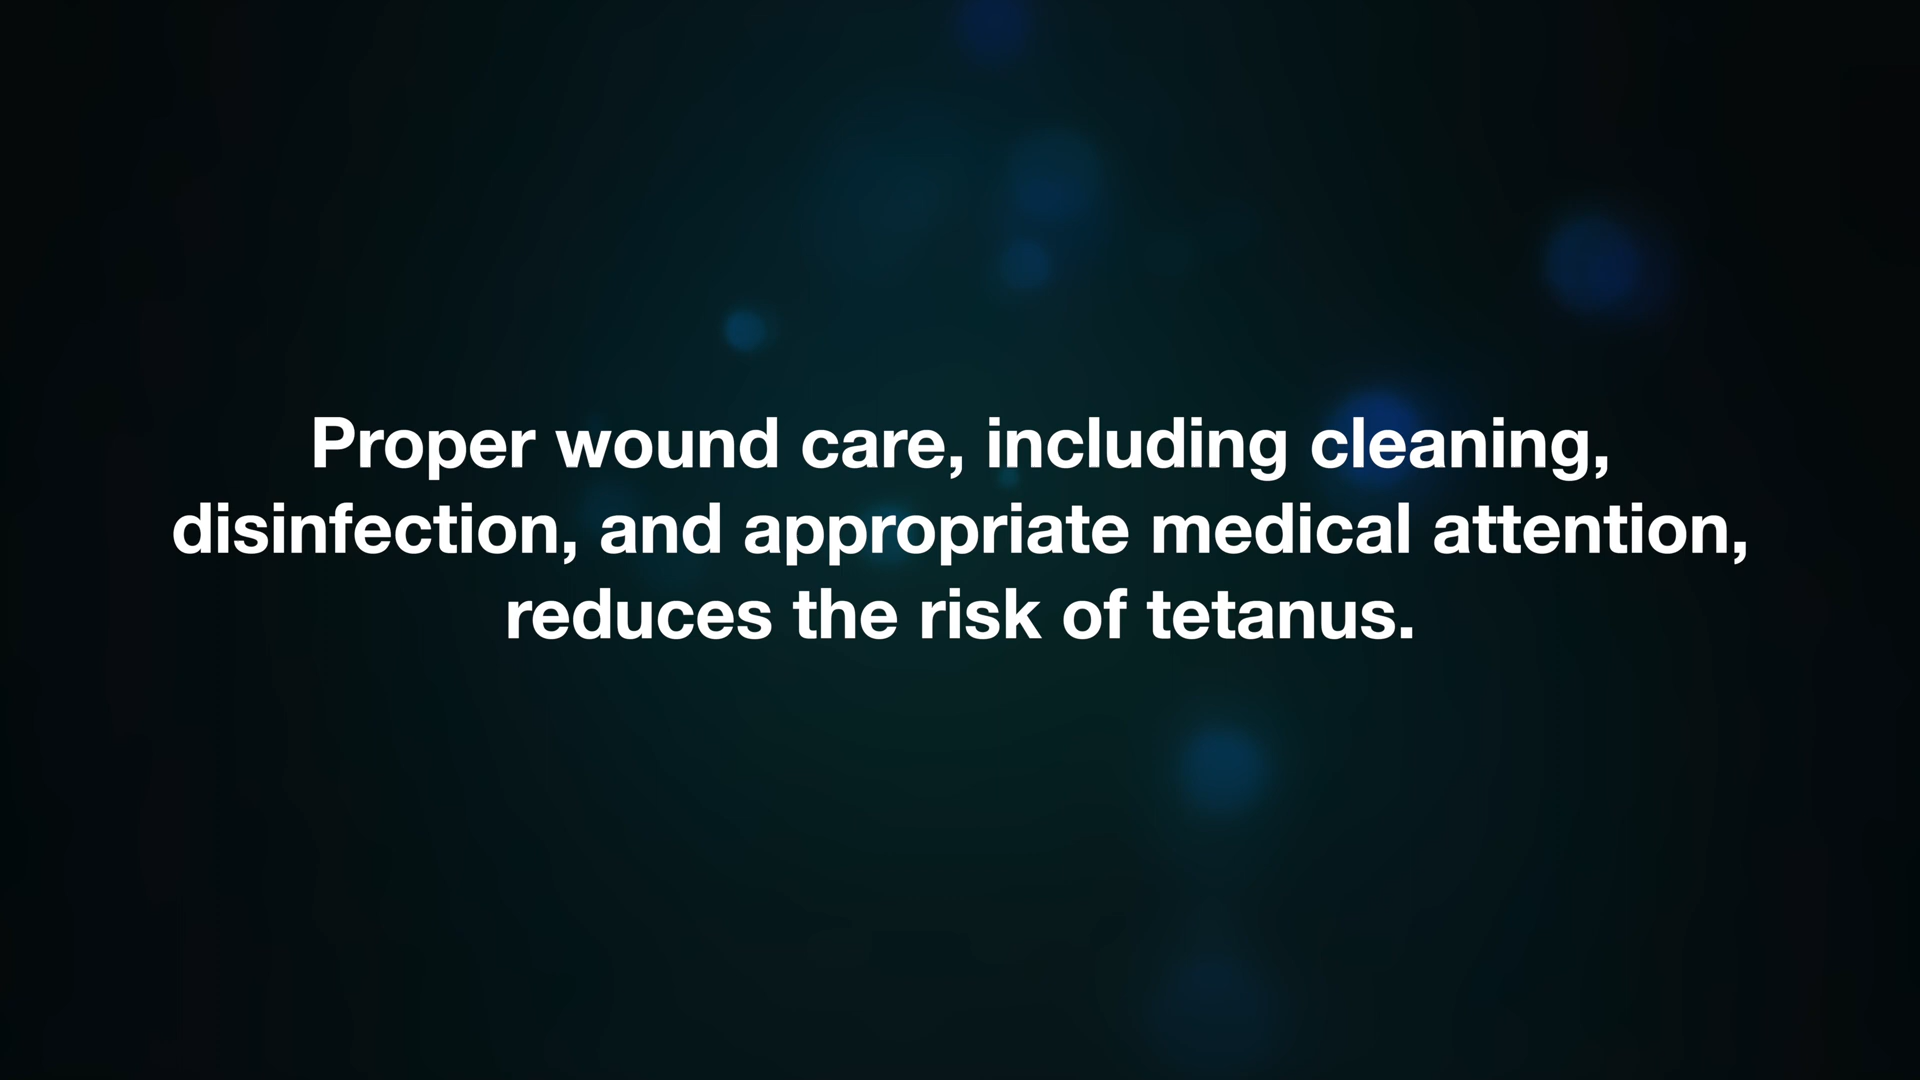 Proper wound care, including cleaning,
disinfection, and appropriate medical attention,
reduces the risk of tetanus.